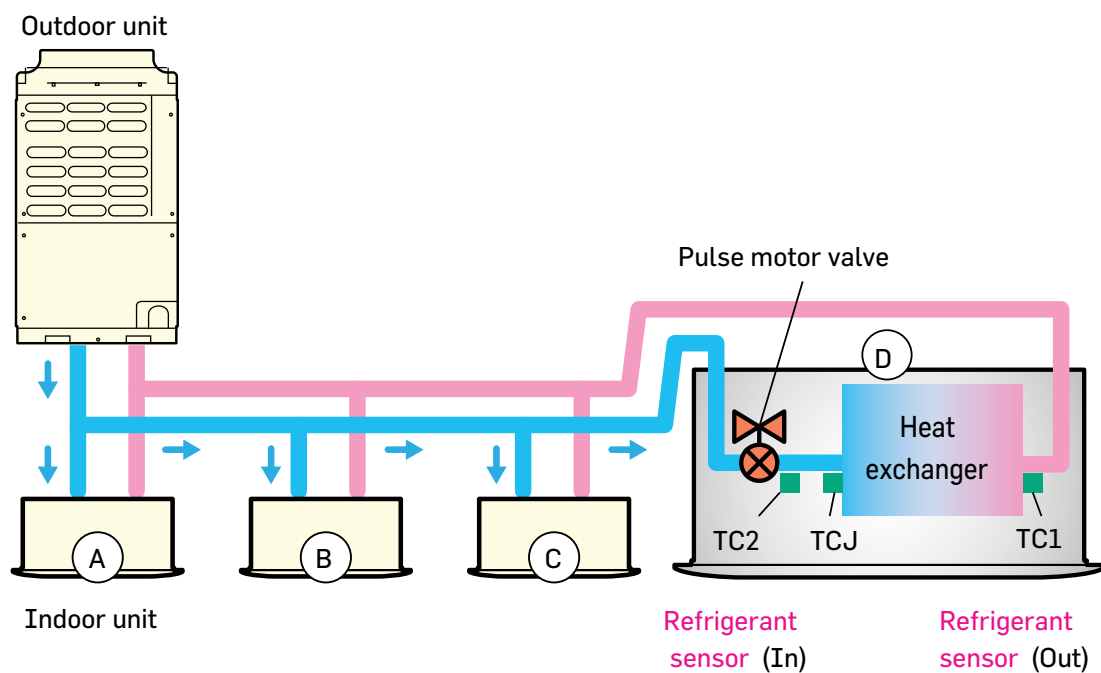 Outdoor unit
Pulse motor valve
D
Heat
exchanger
TC2
TCJ
TC1
A
B
C
Indoor unit
Refrigerant
sensor (In)
Refrigerant
sensor (Out)